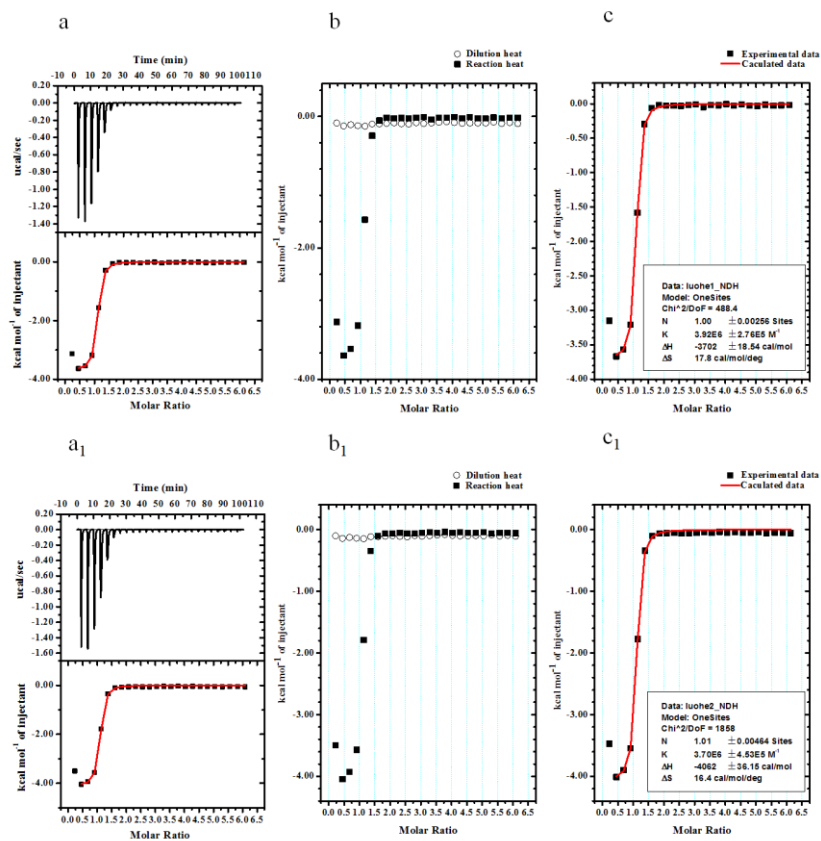 a
b
c
Time (min)
-10 0 10 20 30 40 50 60 70 80 90 100 110
0.20
0.00
-0.20
-0.40
-0.60
-0.80
-1.00
-1.20
-1.40
ucal/sec
0.00
-2.00
-4.00
kcal mol⁻¹ of injectant
0.0 0.5 1.0 1.5 2.0 2.5 3.0 3.5 4.0 4.5 5.0 5.5 6.0 6.5
Molar Ratio
Dilution heat
Reaction heat
0.00
-2.00
-4.00
kcal mol⁻¹ of injectant
0.0 0.5 1.0 1.5 2.0 2.5 3.0 3.5 4.0 4.5 5.0 5.5 6.0 6.5
Molar Ratio
Experimental data
Caculated data
0.00
-0.50
-1.00
-1.50
-2.00
-2.50
-3.00
-3.50
-4.00
kcal mol⁻¹ of injectant
Data: luohe1_NDH
Model: OneSites
Chi^2/DoF = 488.4
N 1.00 ±0.00256 Sites
K 3.92E6 ±2.76E5 M⁻¹
ΔH -3702 ±18.54 cal/mol
ΔS 17.8 cal/mol/deg
0.0 0.5 1.0 1.5 2.0 2.5 3.0 3.5 4.0 4.5 5.0 5.5 6.0 6.5
Molar Ratio
a₁
b₁
c₁
Time (min)
-10 0 10 20 30 40 50 60 70 80 90 100 110
0.20
0.00
-0.20
-0.40
-0.60
-0.80
-1.00
-1.20
-1.40
-1.60
ucal/sec
0.00
-2.00
-4.00
kcal mol⁻¹ of injectant
0.0 0.5 1.0 1.5 2.0 2.5 3.0 3.5 4.0 4.5 5.0 5.5 6.0 6.5
Molar Ratio
Dilution heat
Reaction heat
0.00
-1.00
-2.00
-3.00
-4.00
kcal mol⁻¹ of injectant
0.0 0.5 1.0 1.5 2.0 2.5 3.0 3.5 4.0 4.5 5.0 5.5 6.0 6.5
Molar Ratio
Experimental data
Caculated data
0.00
-1.00
-2.00
-3.00
-4.00
kcal mol⁻¹ of injectant
Data: luohe2_NDH
Model: OneSites
Chi^2/DoF = 1858
N 1.01 ±0.00464 Sites
K 3.70E6 ±4.53E5 M⁻¹
ΔH -4062 ±36.15 cal/mol
ΔS 16.4 cal/mol/deg
0.0 0.5 1.0 1.5 2.0 2.5 3.0 3.5 4.0 4.5 5.0 5.5 6.0 6.5
Molar Ratio